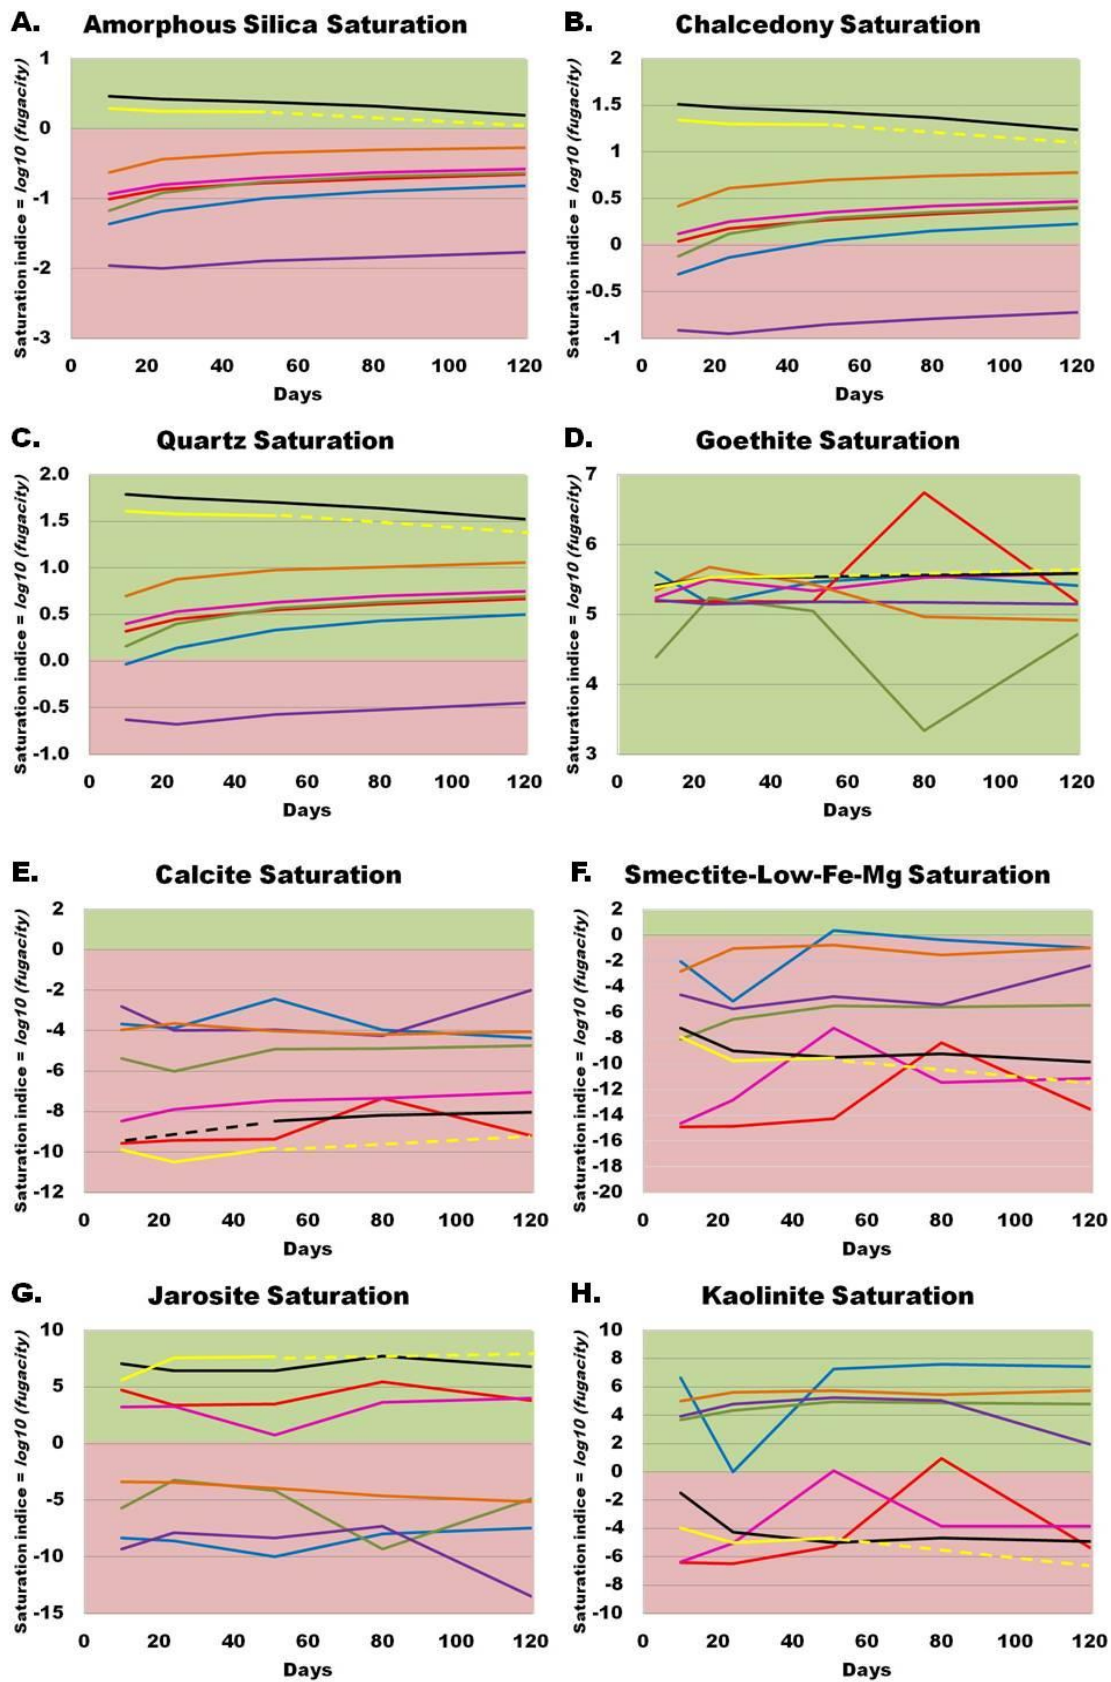 A. Amorphous Silica Saturation
Saturation indice = log10 (fugacity)
1
0
-1
-2
-3
0 20 40 60 80 100 120
Days
B. Chalcedony Saturation
Saturation indice = log10 (fugacity)
2
1.5
1
0.5
0
-0.5
-1
0 20 40 60 80 100 120
Days
C. Quartz Saturation
Saturation indice = log10 (fugacity)
2.0
1.5
1.0
0.5
0.0
-0.5
-1.0
0 20 40 60 80 100 120
Days
D. Goethite Saturation
Saturation indice = log10 (fugacity)
7
6
5
4
3
0 20 40 60 80 100 120
Days
E. Calcite Saturation
Saturation indice = log10 (fugacity)
2
0
-2
-4
-6
-8
-10
-12
0 20 40 60 80 100 120
Days
F. Smectite-Low-Fe-Mg Saturation
Saturation indice = log10 (fugacity)
2
0
-2
-4
-6
-8
-10
-12
-14
-16
-18
-20
0 20 40 60 80 100 120
Days
G. Jarosite Saturation
Saturation indice = log10 (fugacity)
10
5
0
-5
-10
-15
0 20 40 60 80 100 120
Days
H. Kaolinite Saturation
Saturation indice = log10 (fugacity)
10
8
6
4
2
0
-2
-4
-6
-8
-10
0 20 40 60 80 100 120
Days